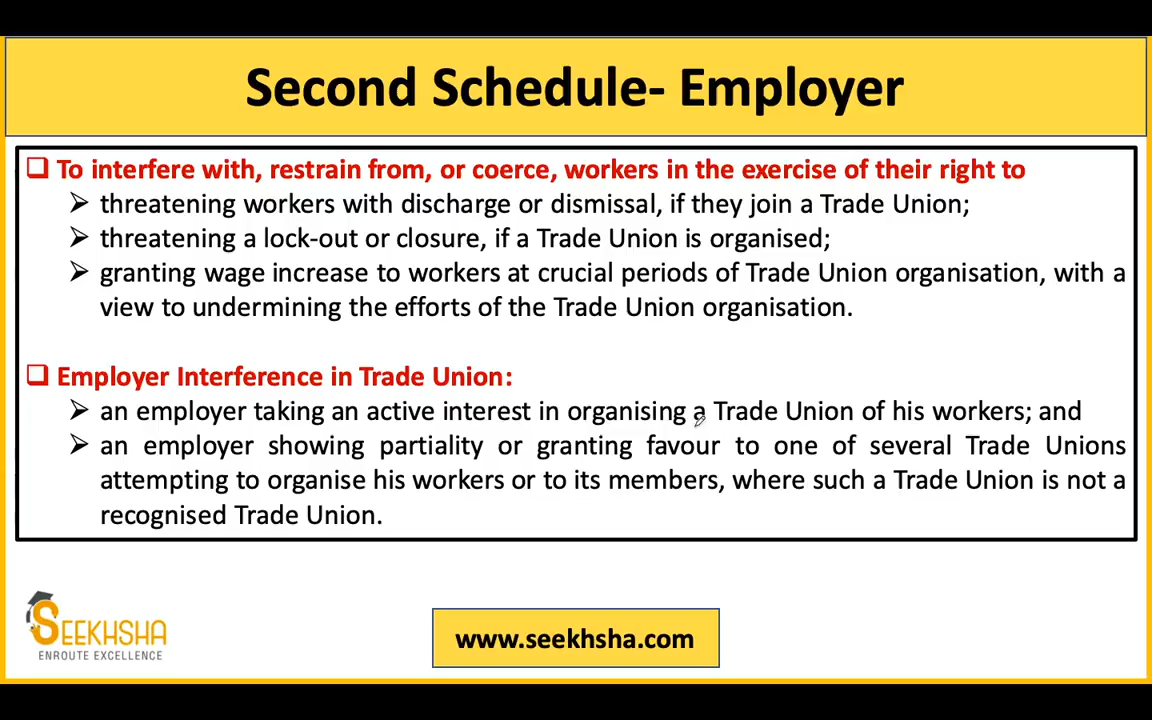 Second Schedule- Employer
To interfere with, restrain from, or coerce, workers in the exercise of their right to
threatening workers with discharge or dismissal, if they join a Trade Union;
threatening a lock-out or closure, if a Trade Union is organised;
granting wage increase to workers at crucial periods of Trade Union organisation, with a
view to undermining the efforts of the Trade Union organisation.
Employer Interference in Trade Union:
an employer taking an active interest in organising a Trade Union of his workers; and
an employer showing partiality or granting favour to one of several Trade Unions
attempting to organise his workers or to its members, where such a Trade Union is not a
recognised Trade Union.
SEEKHSHA
ENROUTE EXCELLENCE
www.seekhsha.com